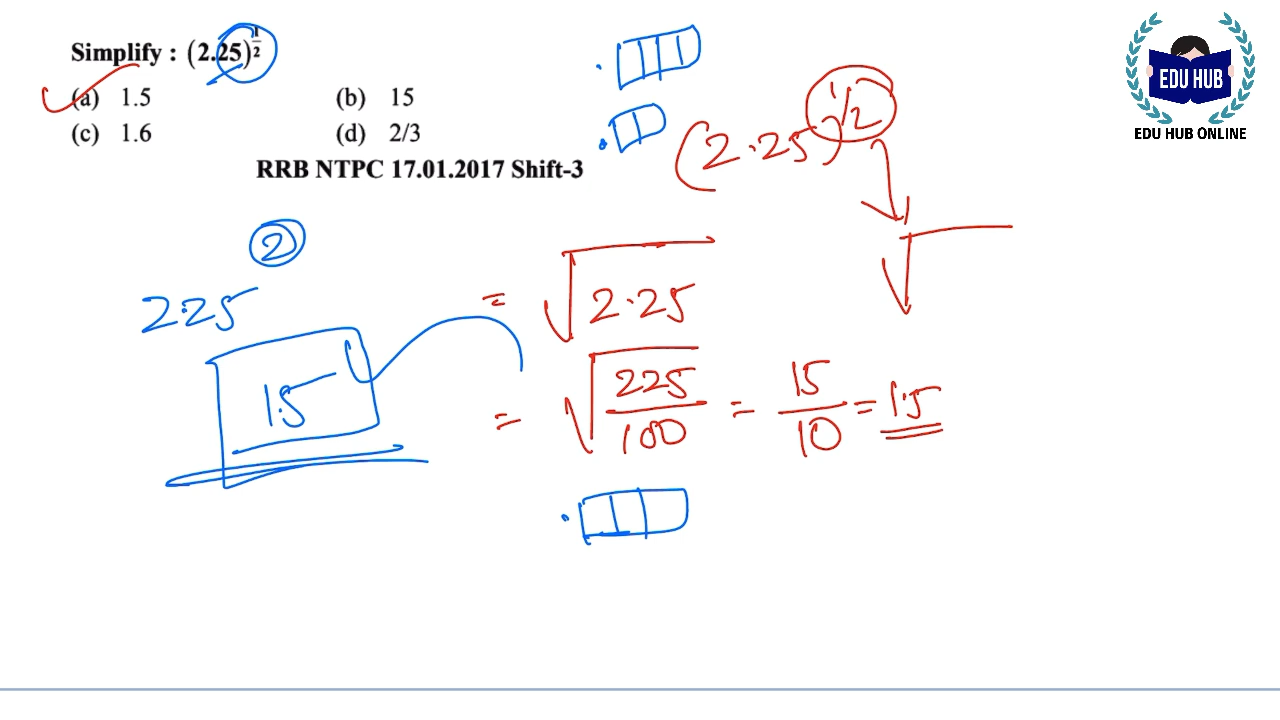 Simplify : (2.25)^1/2
(a) 1.5 (b) 15
(c) 1.6 (d) 2/3
RRB NTPC 17.01.2017 Shift-3
EDU HUB
EDU HUB ONLINE
(2.25)^1/2
√
2
2.25
15
= √2.25
= √225/100 = 15/10 = 1.5